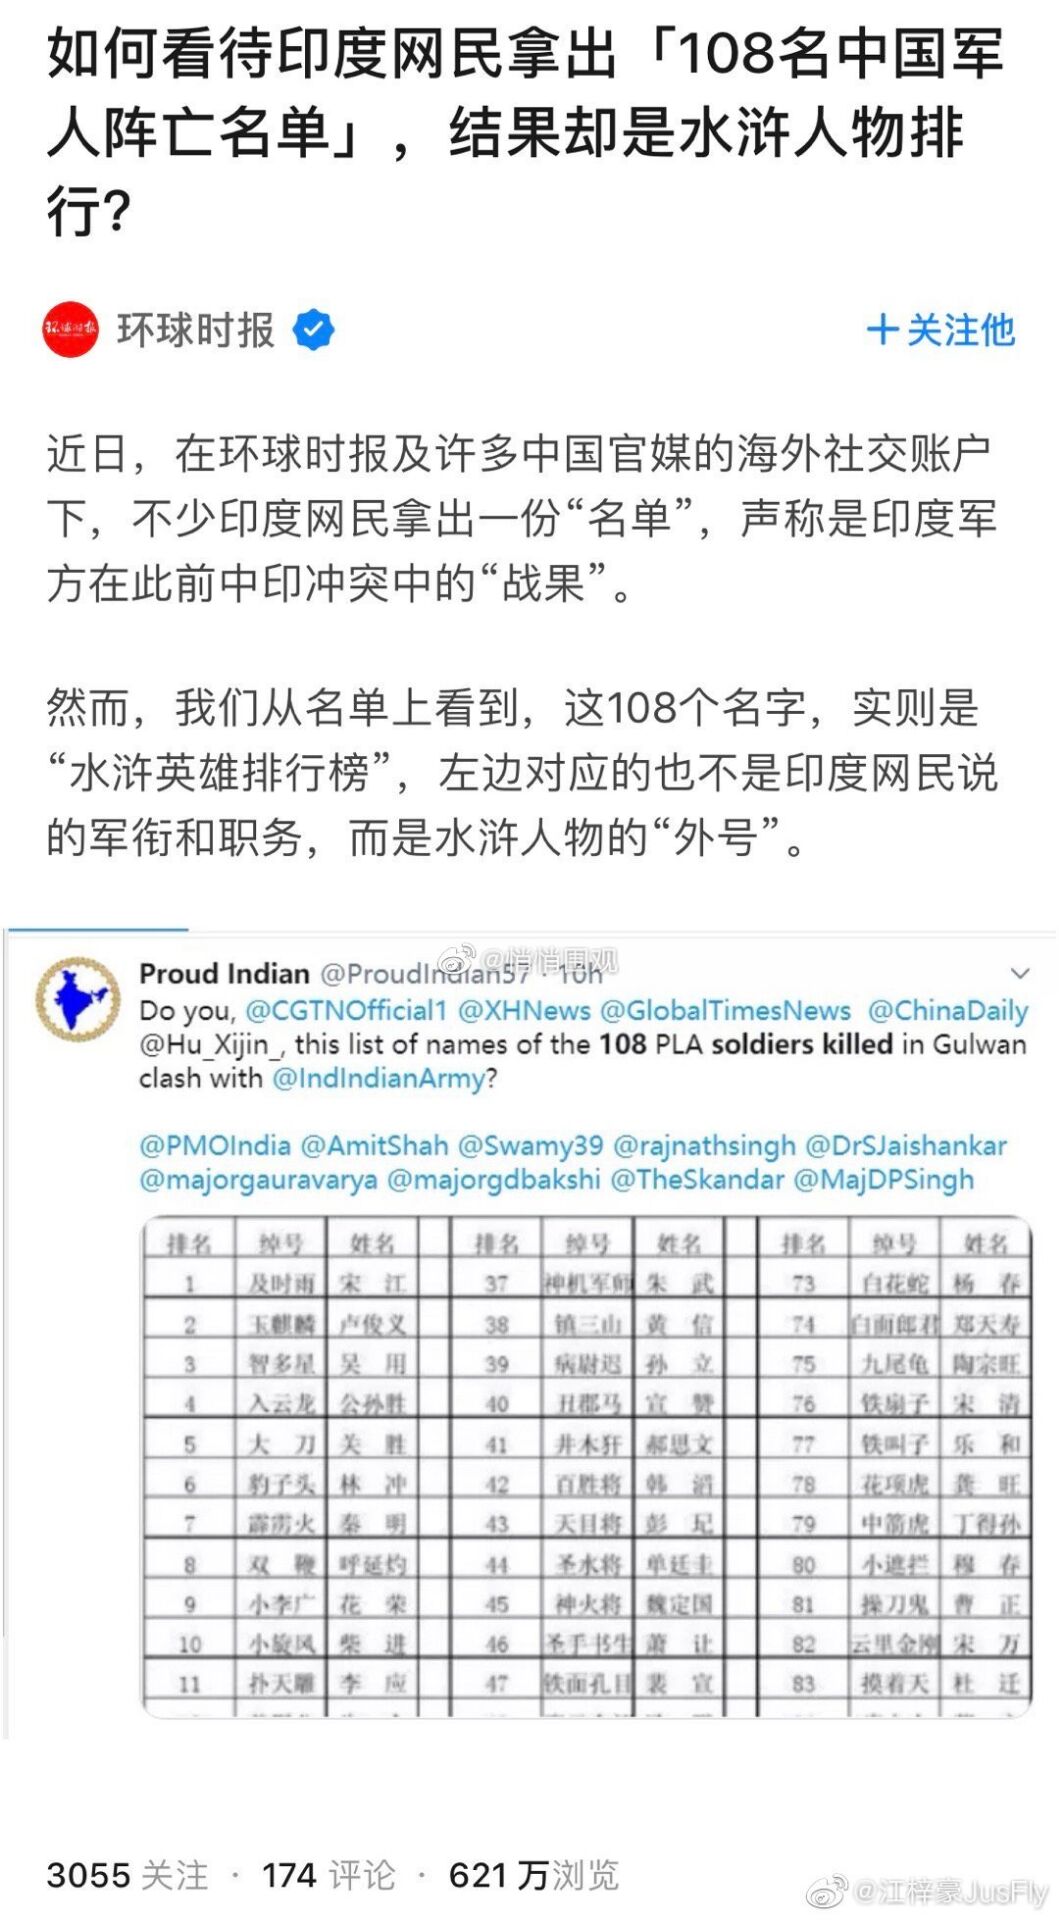 如何看待印度网民拿出「108名中国军
人阵亡名单」，结果却是水浒人物排
行?
环球时报
环球时报
+关注他
近日，在环球时报及许多中国官媒的海外社交账户
下，不少印度网民拿出一份“名单”，声称是印度军
方在此前中印冲突中的“战果”。
然而，我们从名单上看到，这108个名字，实则是
“水浒英雄排行榜”，左边对应的也不是印度网民说
的军衔和职务，而是水浒人物的“外号”。
@悄悄围观
Proud Indian @ProudIndian57 · 10h
Do you, @CGTNOfficial1 @XHNews @GlobalTimesNews @ChinaDaily
@Hu_Xijin_, this list of names of the 108 PLA soldiers killed in Gulwan
clash with @IndIndianArmy?
@PMOIndia @AmitShah @Swamy39 @rajnathsingh @DrSJaishankar
@majorgauravarya @majorgdbakshi @TheSkandar @MajDPSingh
排名 绰号 姓名 排名 绰号 姓名 排名 绰号 姓名
1 及时雨 宋 江 37 神机军师 朱 武 73 白花蛇 杨 春
2 玉麒麟 卢俊义 38 镇三山 黄 信 74 白面郎君 郑天寿
3 智多星 吴 用 39 病尉迟 孙 立 75 九尾龟 陶宗旺
4 入云龙 公孙胜 40 丑郡马 宣 赞 76 铁扇子 宋 清
5 大 刀 关 胜 41 井木犴 郝思文 77 铁叫子 乐 和
6 豹子头 林 冲 42 百胜将 韩 滔 78 花项虎 龚 旺
7 霹雳火 秦 明 43 天目将 彭 玘 79 中箭虎 丁得孙
8 双 鞭 呼延灼 44 圣水将 单廷圭 80 小遮拦 穆 春
9 小李广 花 荣 45 神火将 魏定国 81 操刀鬼 曹 正
10 小旋风 柴 进 46 圣手书生 萧 让 82 云里金刚 宋 万
11 扑天雕 李 应 47 铁面孔目 裴 宣 83 摸着天 杜 迁
3055 关注 · 174 评论 · 621 万浏览
@江梓豪JusFly